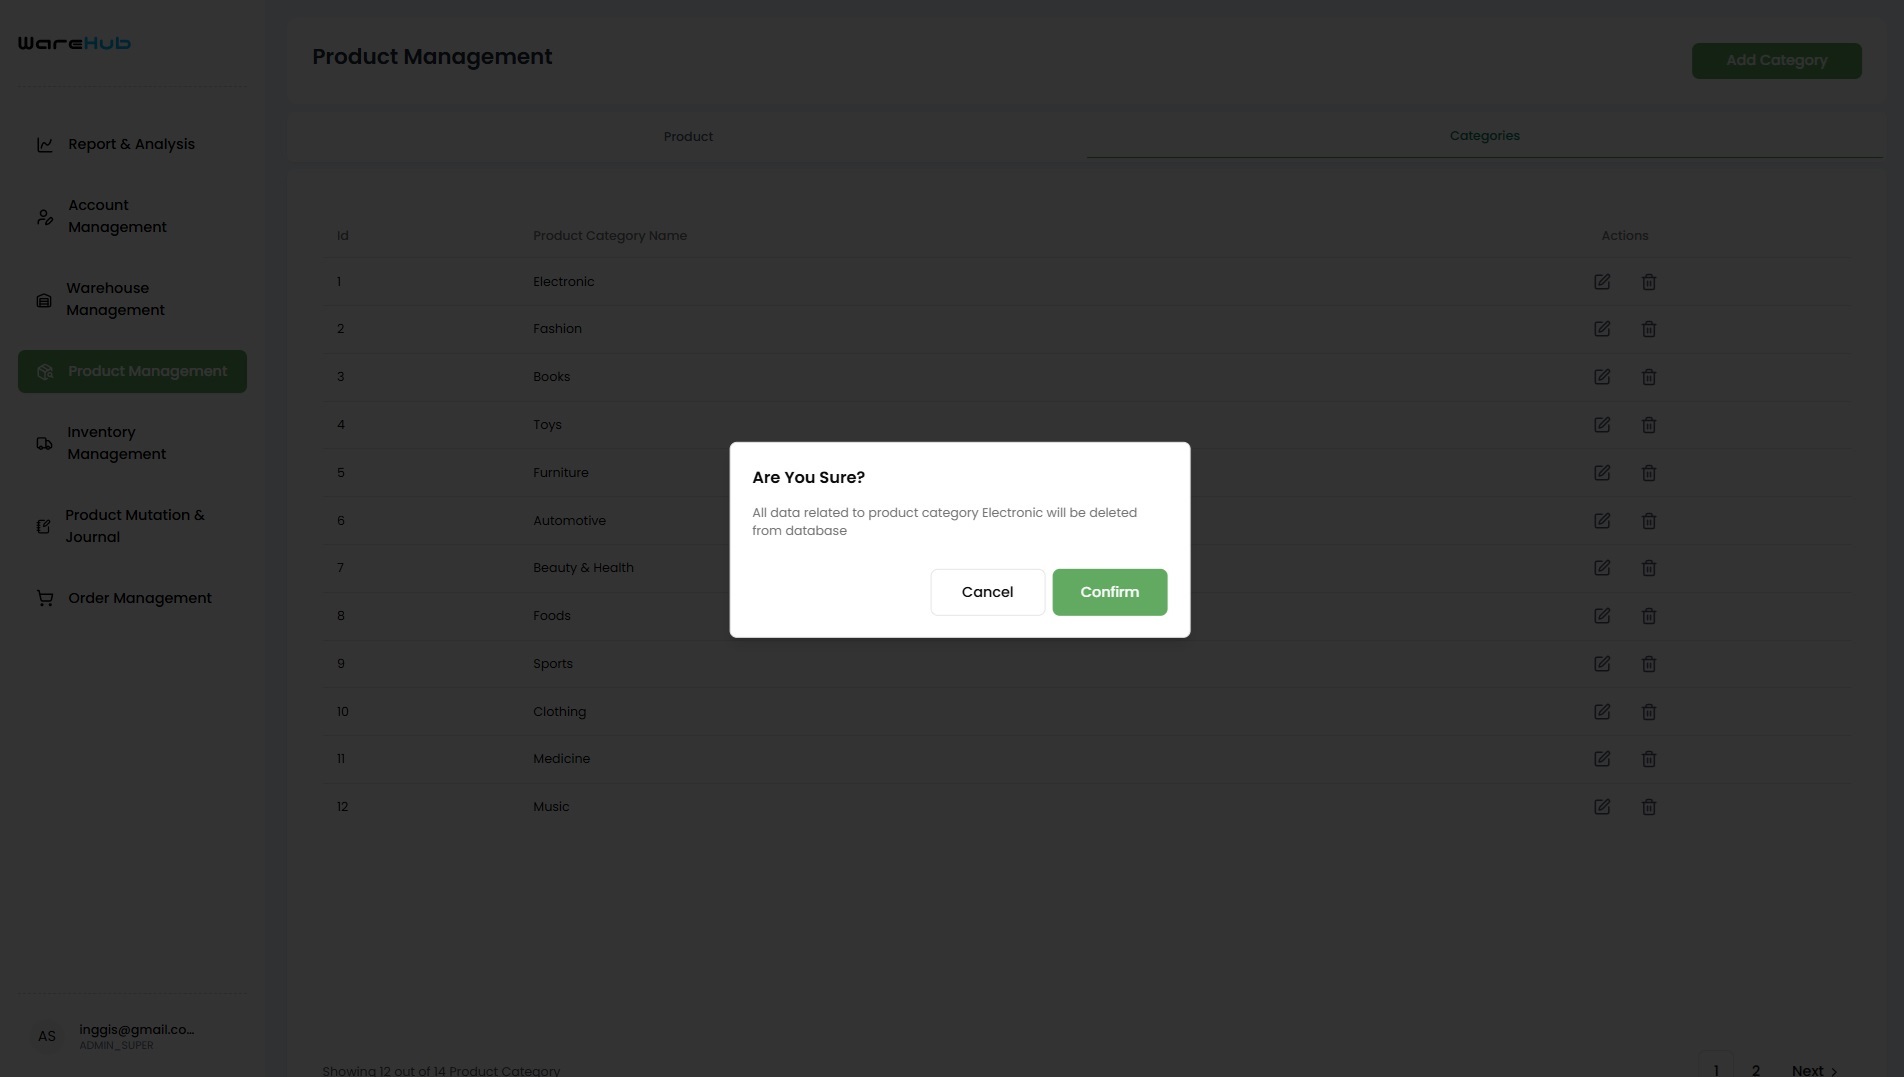 WareHub
Product Management
Add Category
Report & Analysis
Account
Management
Warehouse
Management
Product Management
Inventory
Management
Product Mutation &
Journal
Order Management
Product
Categories
Id
Product Category Name
Actions
1
Electronic
2
Fashion
3
Books
4
Toys
5
Furniture
6
Automotive
7
Beauty & Health
8
Foods
9
Sports
10
Clothing
11
Medicine
12
Music
Are You Sure?
All data related to product category Electronic will be deleted
from database
Cancel
Confirm
AS
inggis@gmail.co...
ADMIN_SUPER
Showing 12 out of 14 Product Category
1
2
Next